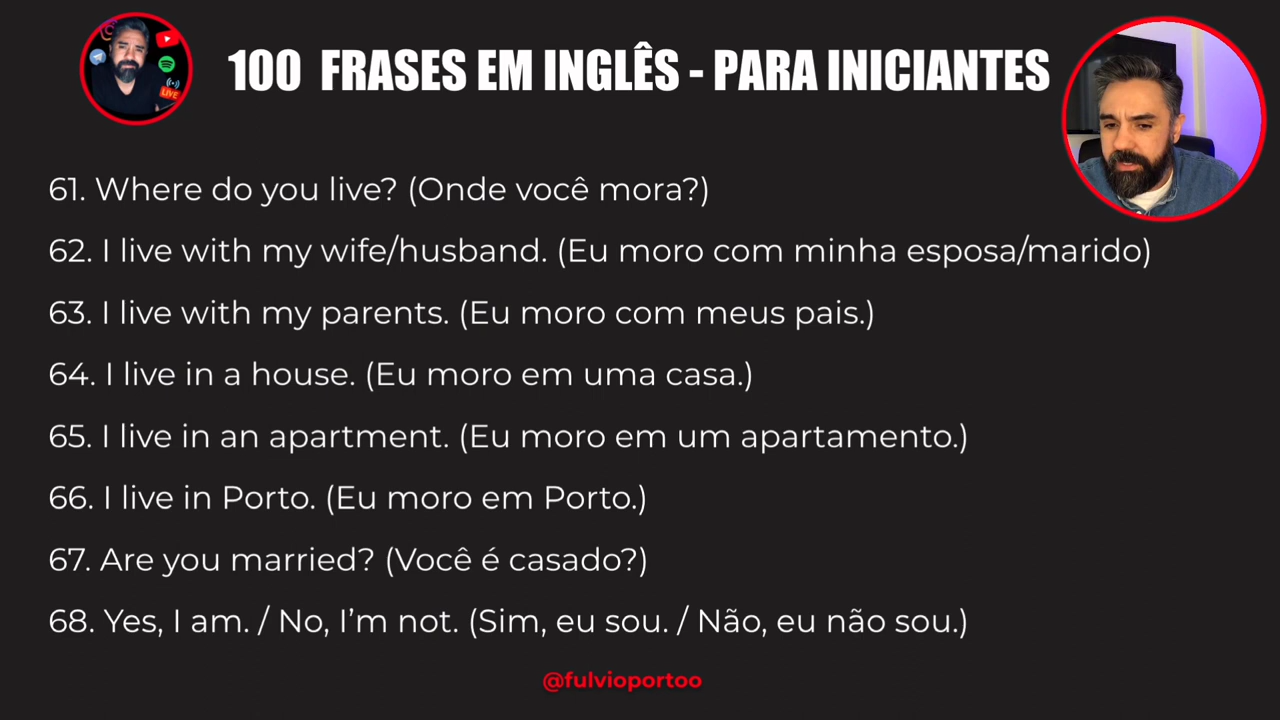 100 FRASES EM INGLÊS - PARA INICIANTES
LIVE
61. Where do you live? (Onde você mora?)
62. I live with my wife/husband. (Eu moro com minha esposa/marido)
63. I live with my parents. (Eu moro com meus pais.)
64. I live in a house. (Eu moro em uma casa.)
65. I live in an apartment. (Eu moro em um apartamento.)
66. I live in Porto. (Eu moro em Porto.)
67. Are you married? (Você é casado?)
68. Yes, I am. / No, I’m not. (Sim, eu sou. / Não, eu não sou.)
@fulvioportoo